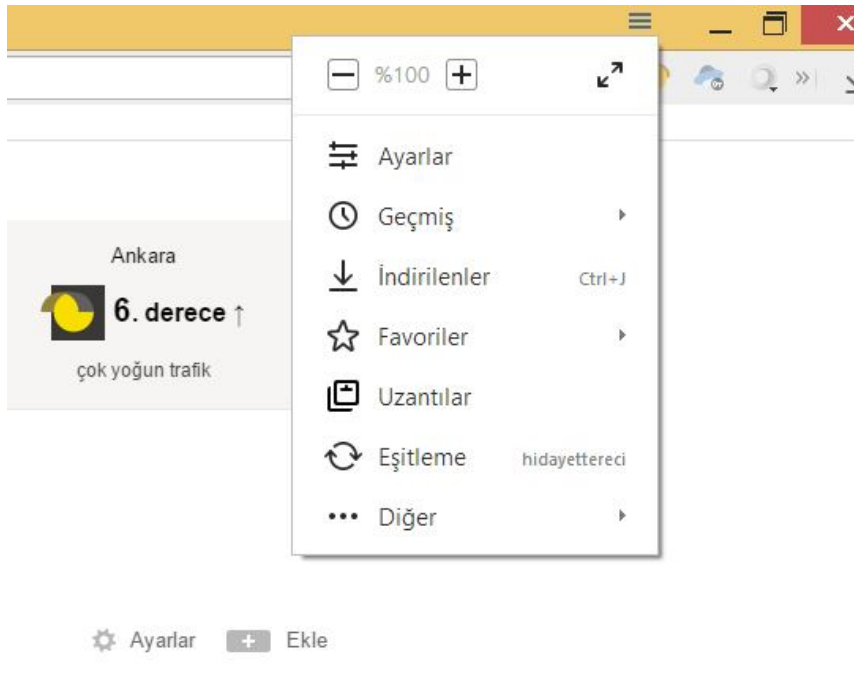 %100
Ayarlar
Geçmiş
İndirilenler Ctrl+J
Favoriler
Uzantılar
Eşitleme hidayettereci
Diğer
Ankara
6. derece ↑
çok yoğun trafik
Ayarlar + Ekle